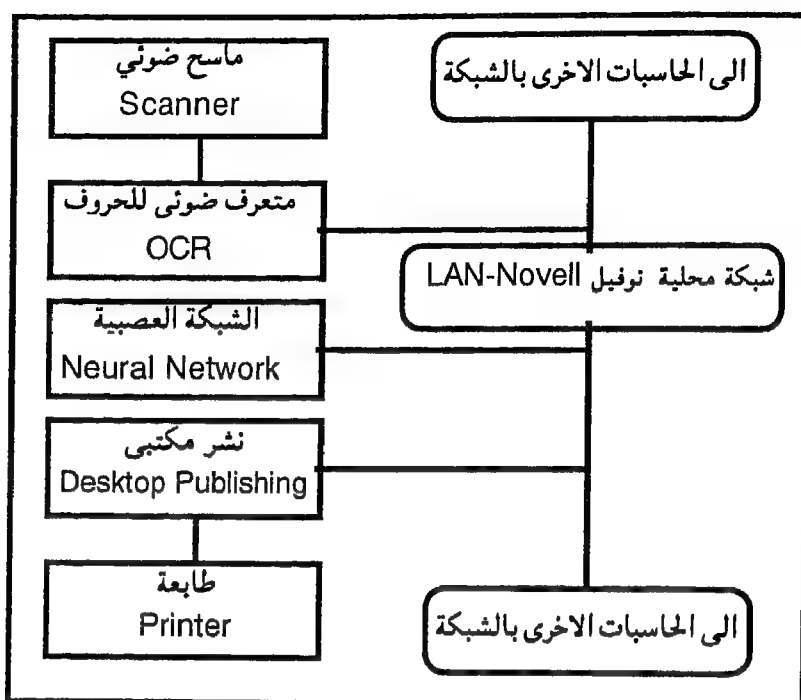 ماسح ضوئي
Scanner
الى الحاسبات الاخرى بالشبكة
متعرف ضوئى للحروف
OCR
شبكة محلية نوفيل LAN-Novell
الشبكة العصبية
Neural Network
نشر مكتبى
Desktop Publishing
طابعة
Printer
الى الحاسبات الاخرى بالشبكة